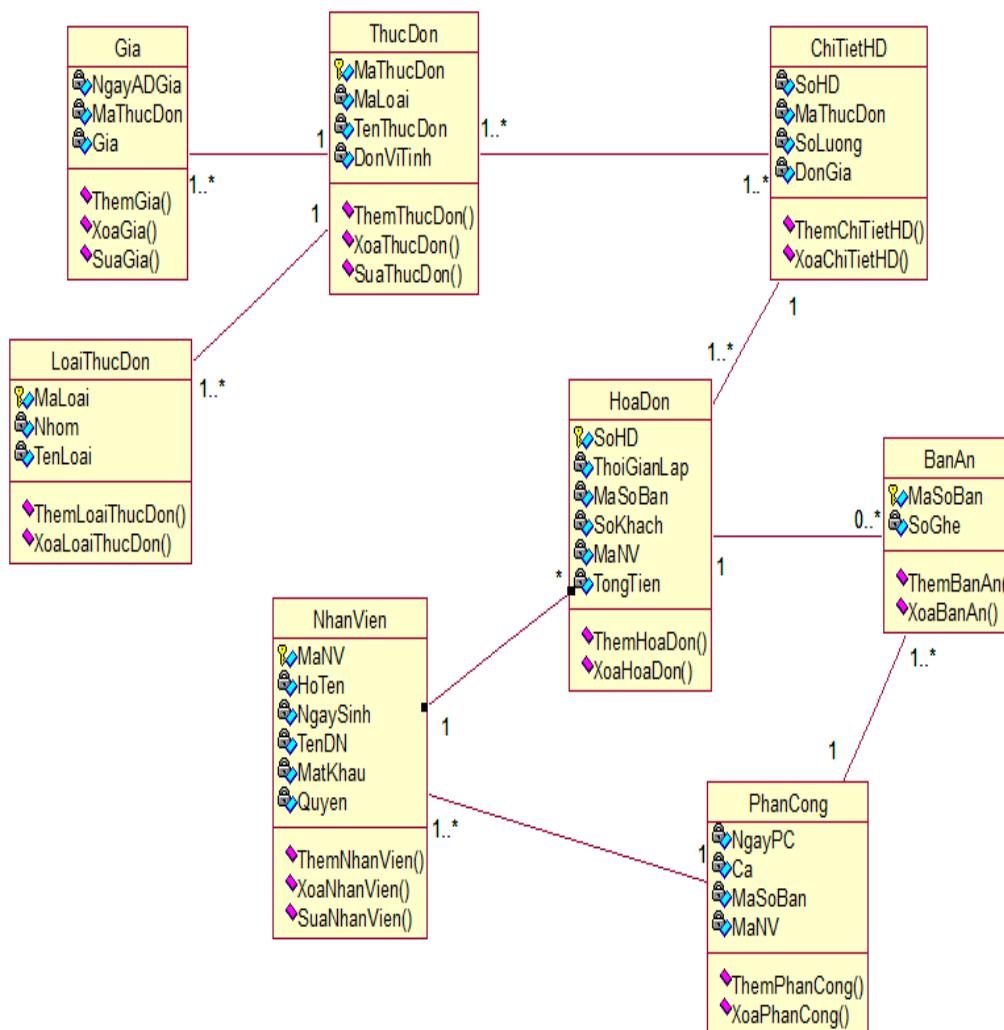 Gia
NgayADGia
MaThucDon
Gia
ThemGia()
XoaGia()
SuaGia()
1
1..*
ThucDon
MaThucDon
MaLoai
TenThucDon
DonViTinh
ThemThucDon()
XoaThucDon()
SuaThucDon()
1..*
1..*
ChiTietHD
SoHD
MaThucDon
SoLuong
DonGia
ThemChiTietHD()
XoaChiTietHD()
1
1..*
1
1..*
LoaiThucDon
MaLoai
Nhom
TenLoai
ThemLoaiThucDon()
XoaLoaiThucDon()
HoaDon
SoHD
ThoiGianLap
MaSoBan
SoKhach
MaNV
TongTien
ThemHoaDon()
XoaHoaDon()
0..*
1
BanAn
MaSoBan
SoGhe
ThemBanAn()
XoaBanAn()
1..*
1
*
1
NhanVien
MaNV
HoTen
NgaySinh
TenDN
MatKhau
Quyen
ThemNhanVien()
XoaNhanVien()
SuaNhanVien()
1..*
1
PhanCong
NgayPC
Ca
MaSoBan
MaNV
ThemPhanCong()
XoaPhanCong()